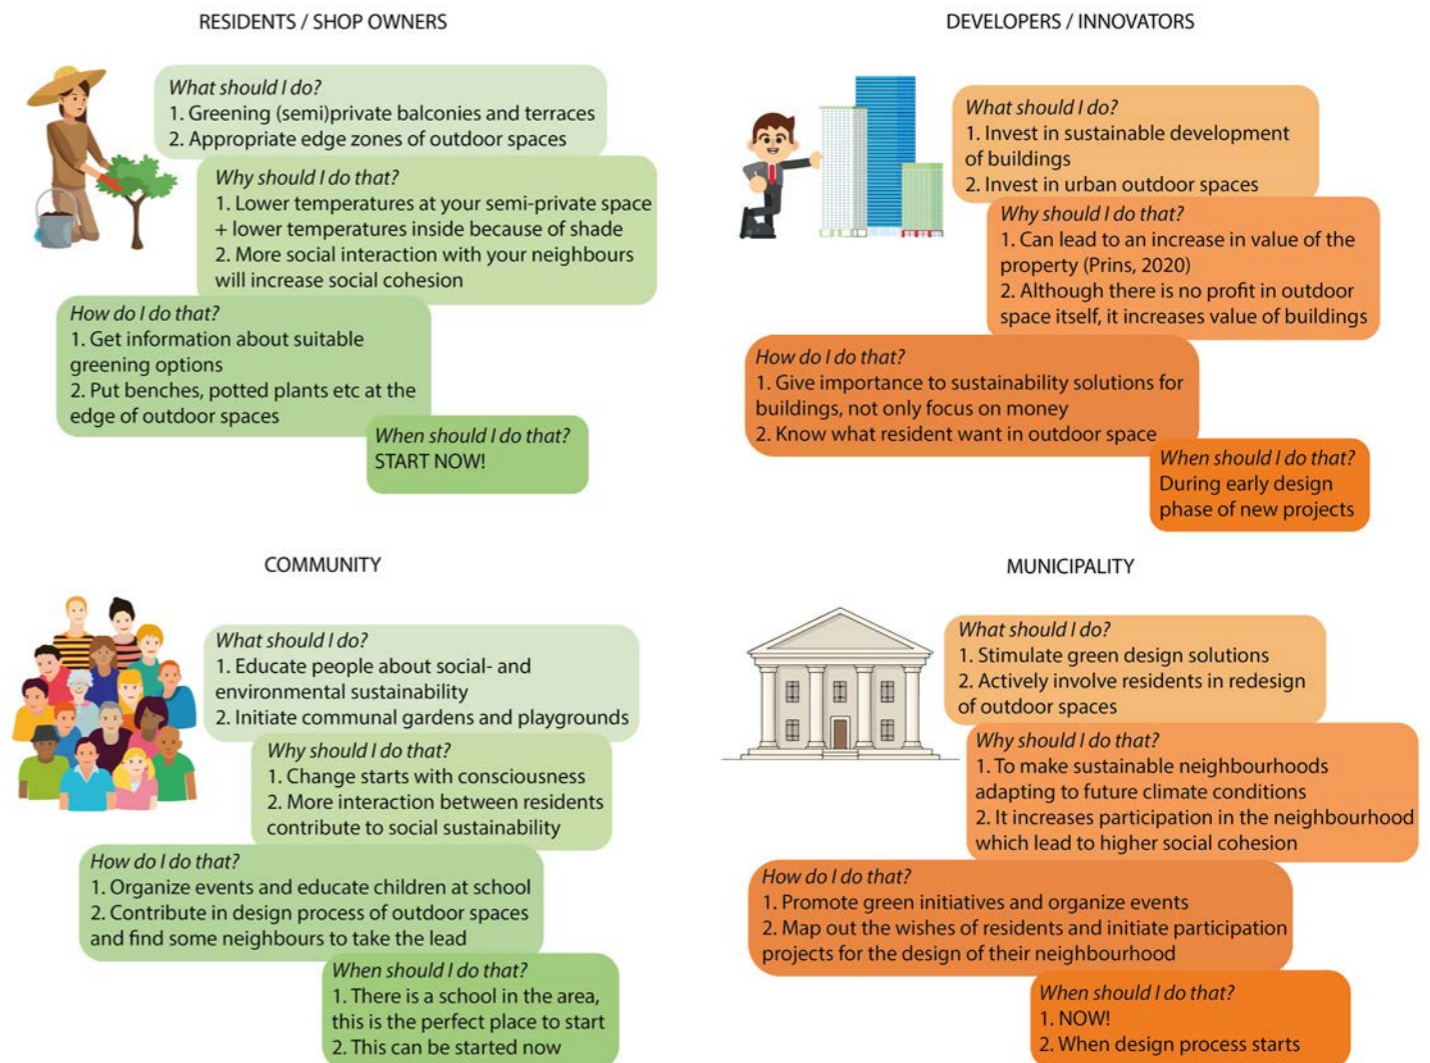 RESIDENTS / SHOP OWNERS
What should I do?
1. Greening (semi)private balconies and terraces
2. Appropriate edge zones of outdoor spaces
Why should I do that?
1. Lower temperatures at your semi-private space
+ lower temperatures inside because of shade
2. More social interaction with your neighbours
will increase social cohesion
How do I do that?
1. Get information about suitable
greening options
2. Put benches, potted plants etc at the
edge of outdoor spaces
When should I do that?
START NOW!
DEVELOPERS / INNOVATORS
What should I do?
1. Invest in sustainable development
of buildings
2. Invest in urban outdoor spaces
Why should I do that?
1. Can lead to an increase in value of the
property (Prins, 2020)
2. Although there is no profit in outdoor
space itself, it increases value of buildings
How do I do that?
1. Give importance to sustainability solutions for
buildings, not only focus on money
2. Know what resident want in outdoor space
When should I do that?
During early design
phase of new projects
COMMUNITY
What should I do?
1. Educate people about social- and
environmental sustainability
2. Initiate communal gardens and playgrounds
Why should I do that?
1. Change starts with consciousness
2. More interaction between residents
contribute to social sustainability
How do I do that?
1. Organize events and educate children at school
2. Contribute in design process of outdoor spaces
and find some neighbours to take the lead
When should I do that?
1. There is a school in the area,
this is the perfect place to start
2. This can be started now
MUNICIPALITY
What should I do?
1. Stimulate green design solutions
2. Actively involve residents in redesign
of outdoor spaces
Why should I do that?
1. To make sustainable neighbourhoods
adapting to future climate conditions
2. It increases participation in the neighbourhood
which lead to higher social cohesion
How do I do that?
1. Promote green initiatives and organize events
2. Map out the wishes of residents and initiate participation
projects for the design of their neighbourhood
When should I do that?
1. NOW!
2. When design process starts